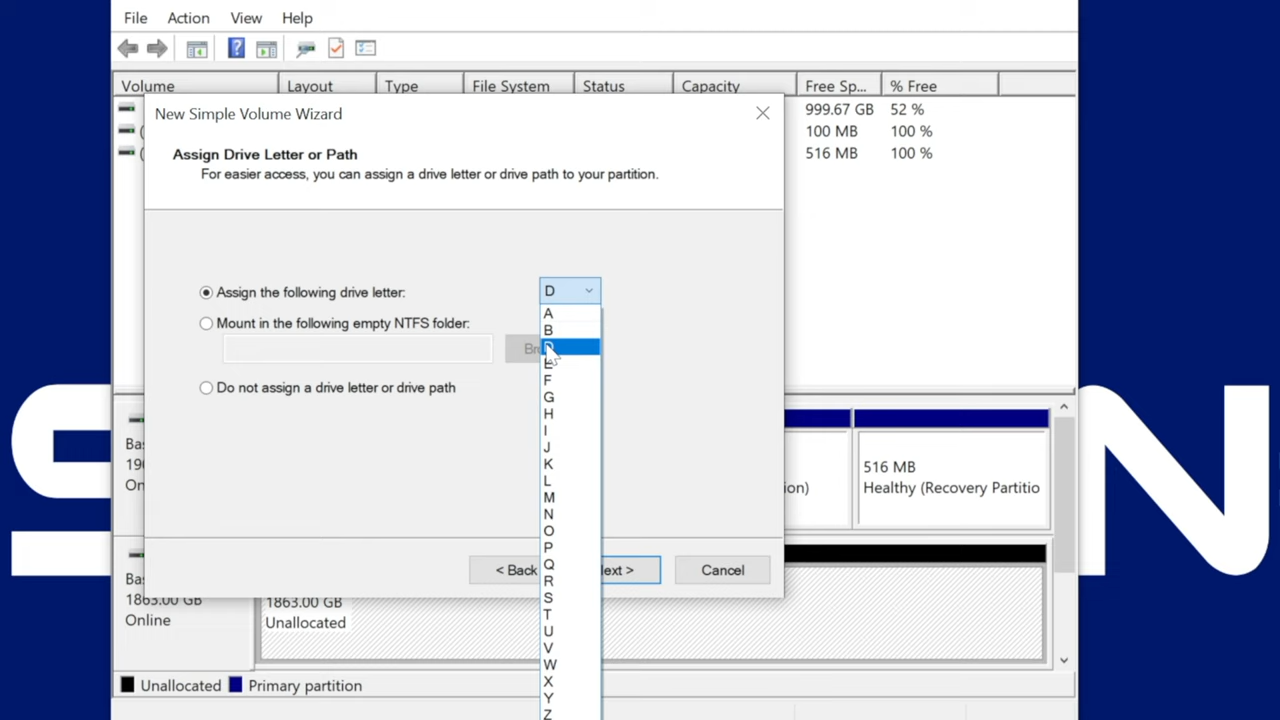 File Action View Help
Volume Layout Type File System Status Capacity Free Sp... % Free
999.67 GB 52 %
100 MB 100 %
516 MB 100 %
New Simple Volume Wizard
Assign Drive Letter or Path
For easier access, you can assign a drive letter or drive path to your partition.
Assign the following drive letter: D
Mount in the following empty NTFS folder:
Do not assign a drive letter or drive path
A
B
D
E
F
G
H
I
J
K
L
M
N
O
P
Q
R
S
T
U
V
W
X
Y
Z
< Back ext > Cancel
Ba
190
On
ion)
516 MB
Healthy (Recovery Partitio
Ba
1863.00 GB
Online
1863.00 GB
Unallocated
Unallocated Primary partition
S N